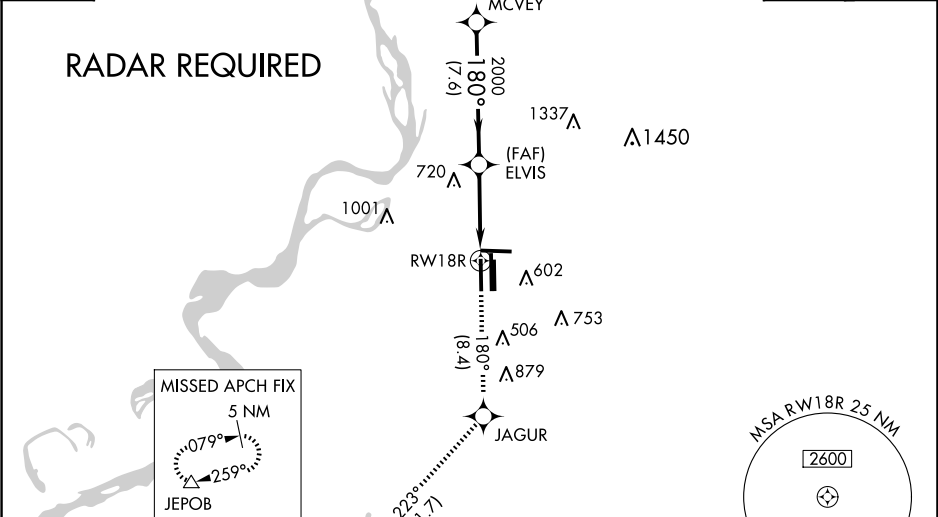 MCVEY
RADAR REQUIRED
2000
180°
(7.6)
1337
1450
(FAF)
ELVIS
720
1001
RW18R
602
753
506
180°
(8.4)
879
MISSED APCH FIX
5 NM
079°
259°
JEPOB
JAGUR
223°
MSA RW18R 25 NM
2600